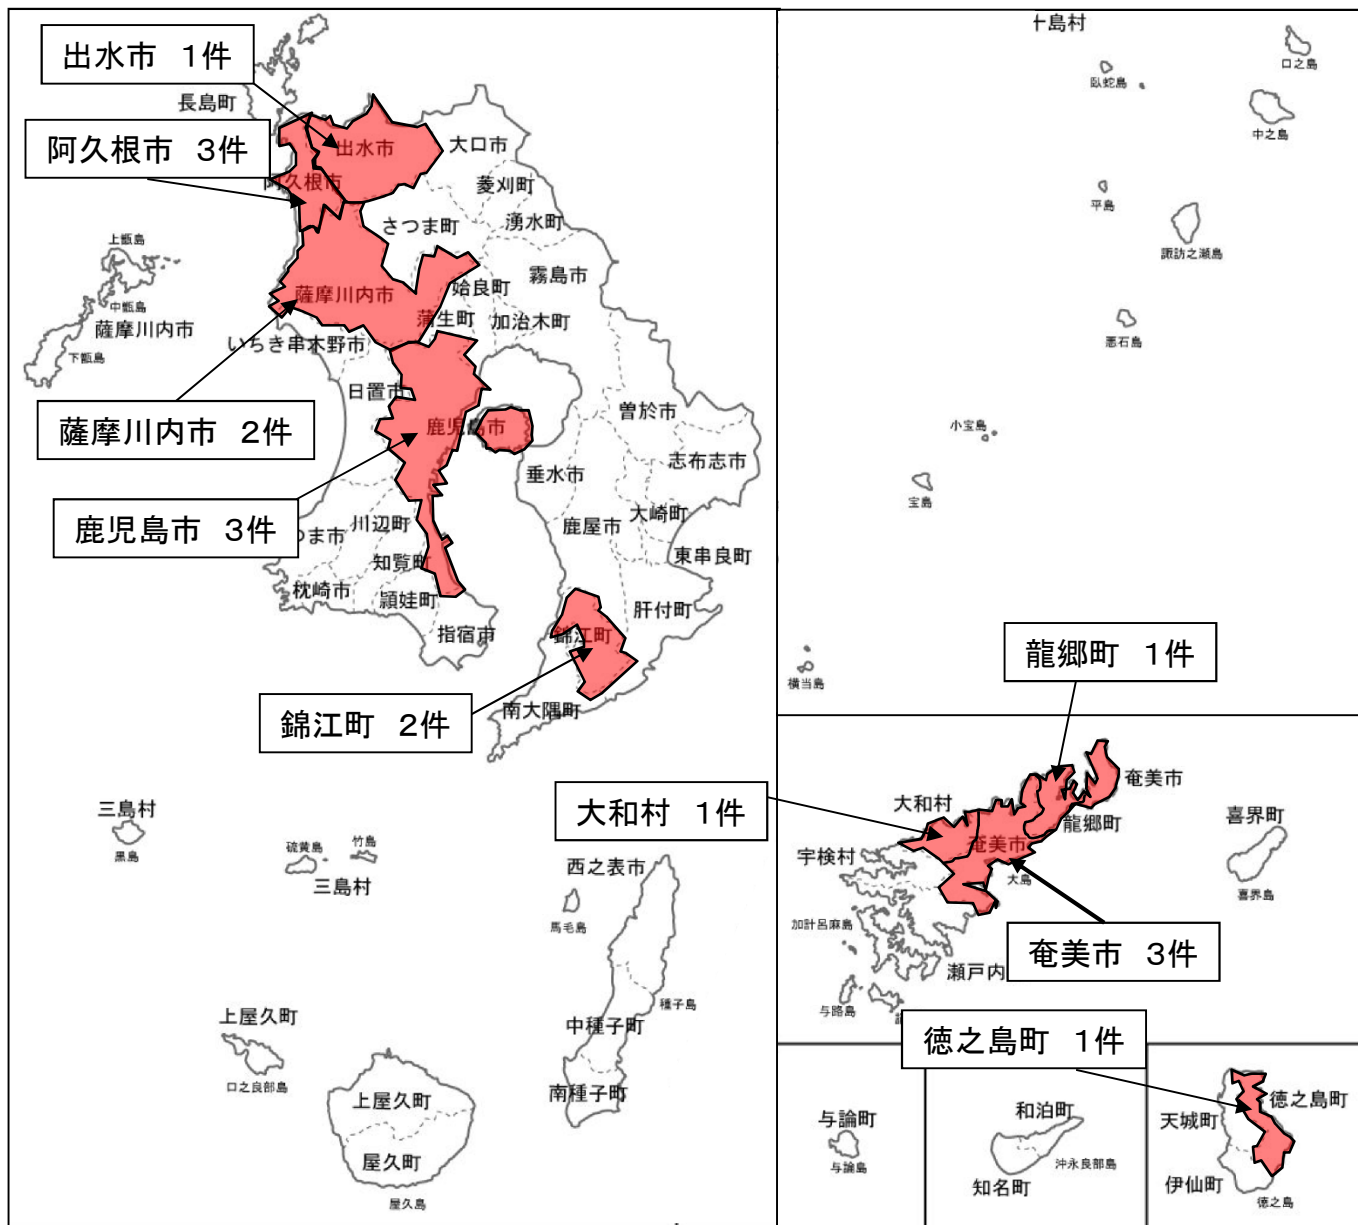 出水市　1件
長島町
阿久根市　3件
出水市
大口市
阿久根市
菱刈町
さつま町
湧水町
上甑島
霧島市
中甑島
薩摩川内市
姶良町
薩摩川内市
蒲生町
加治木町
下甑島
いちき串木野市
日置市
薩摩川内市　2件
鹿児島市
曽於市
垂水市
志布志市
鹿児島市　3件
つま市
川辺町
鹿屋市
大崎町
知覧町
東串良町
枕崎市
頴娃町
肝付町
指宿市
錦江町
錦江町　2件
南大隅町
三島村
黒島
硫黄島
竹島
三島村
西之表市
馬毛島
種子島
中種子町
南種子町
上屋久町
口之良部島
上屋久町
屋久町
屋久島
十島村
口之島
臥蛇島
中之島
平島
諏訪之瀬島
悪石島
小宝島
宝島
横当島
龍郷町　1件
大和村　1件
大和村
奄美市
龍郷町
喜界町
奄美市
宇検村
大島
喜界島
加計呂麻島
奄美市　3件
瀬戸内
与路島
徳之島町　1件
与論町
与論島
和泊町
沖永良部島
知名町
徳之島町
天城町
伊仙町
徳之島